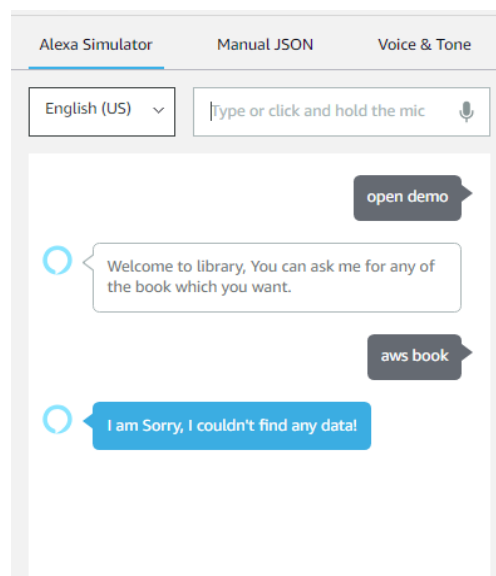 Alexa Simulator Manual JSON Voice & Tone
English (US) Type or click and hold the mic
open demo
Welcome to library, You can ask me for any of
the book which you want.
aws book
I am Sorry, I couldn't find any data!